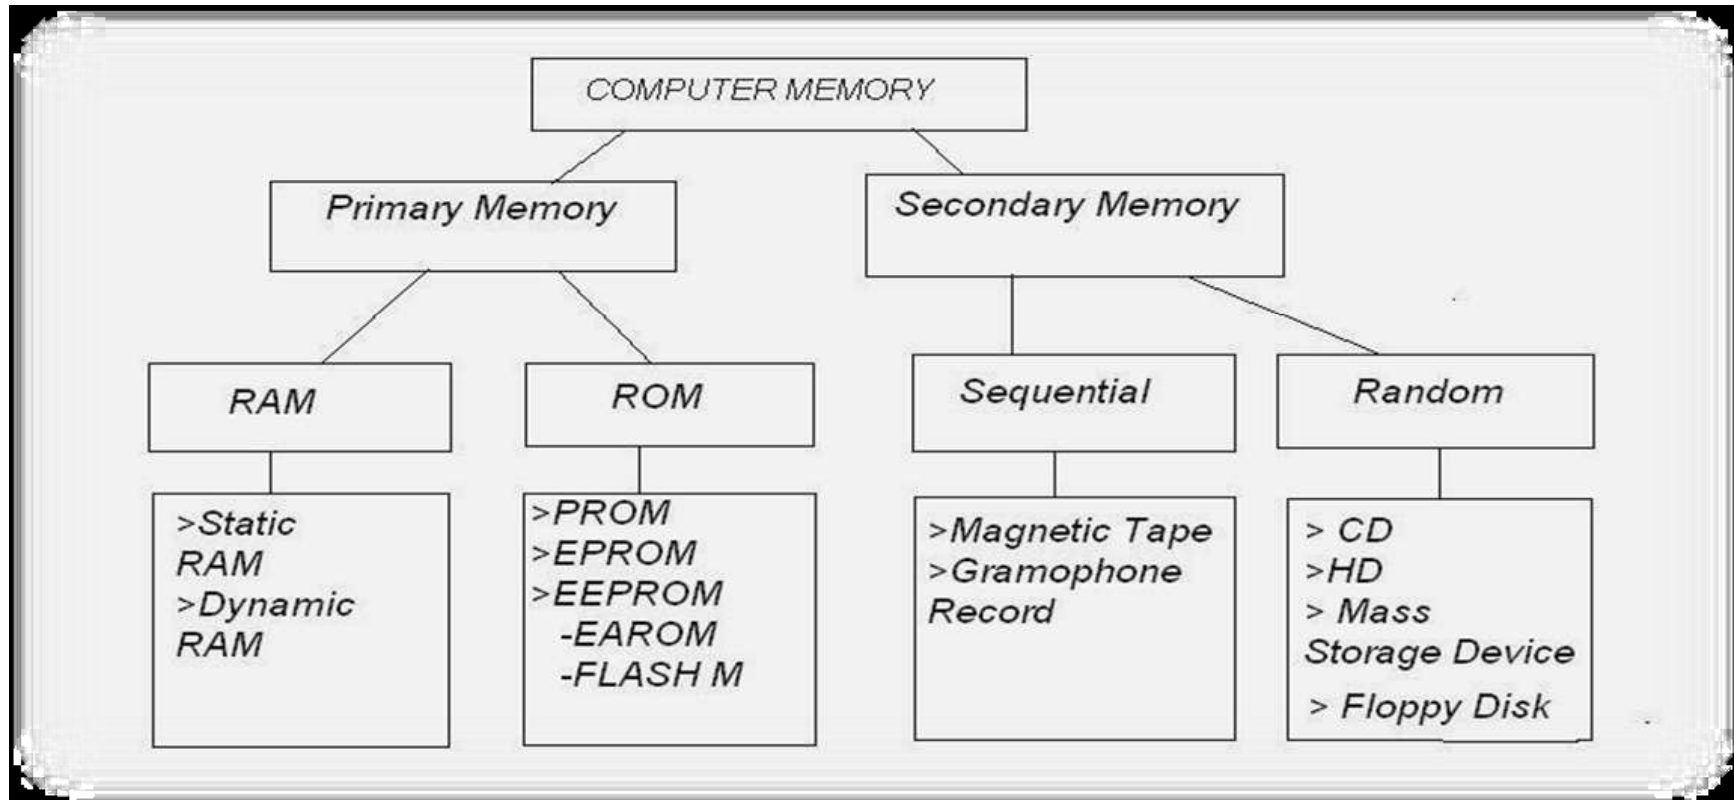 COMPUTER MEMORY
Primary Memory
Secondary Memory
RAM
ROM
Sequential
Random
>Static
RAM
>Dynamic
RAM
>PROM
>EPROM
>EEPROM
-EAROM
-FLASH M
>Magnetic Tape
>Gramophone
Record
> CD
>HD
> Mass
Storage Device
> Floppy Disk